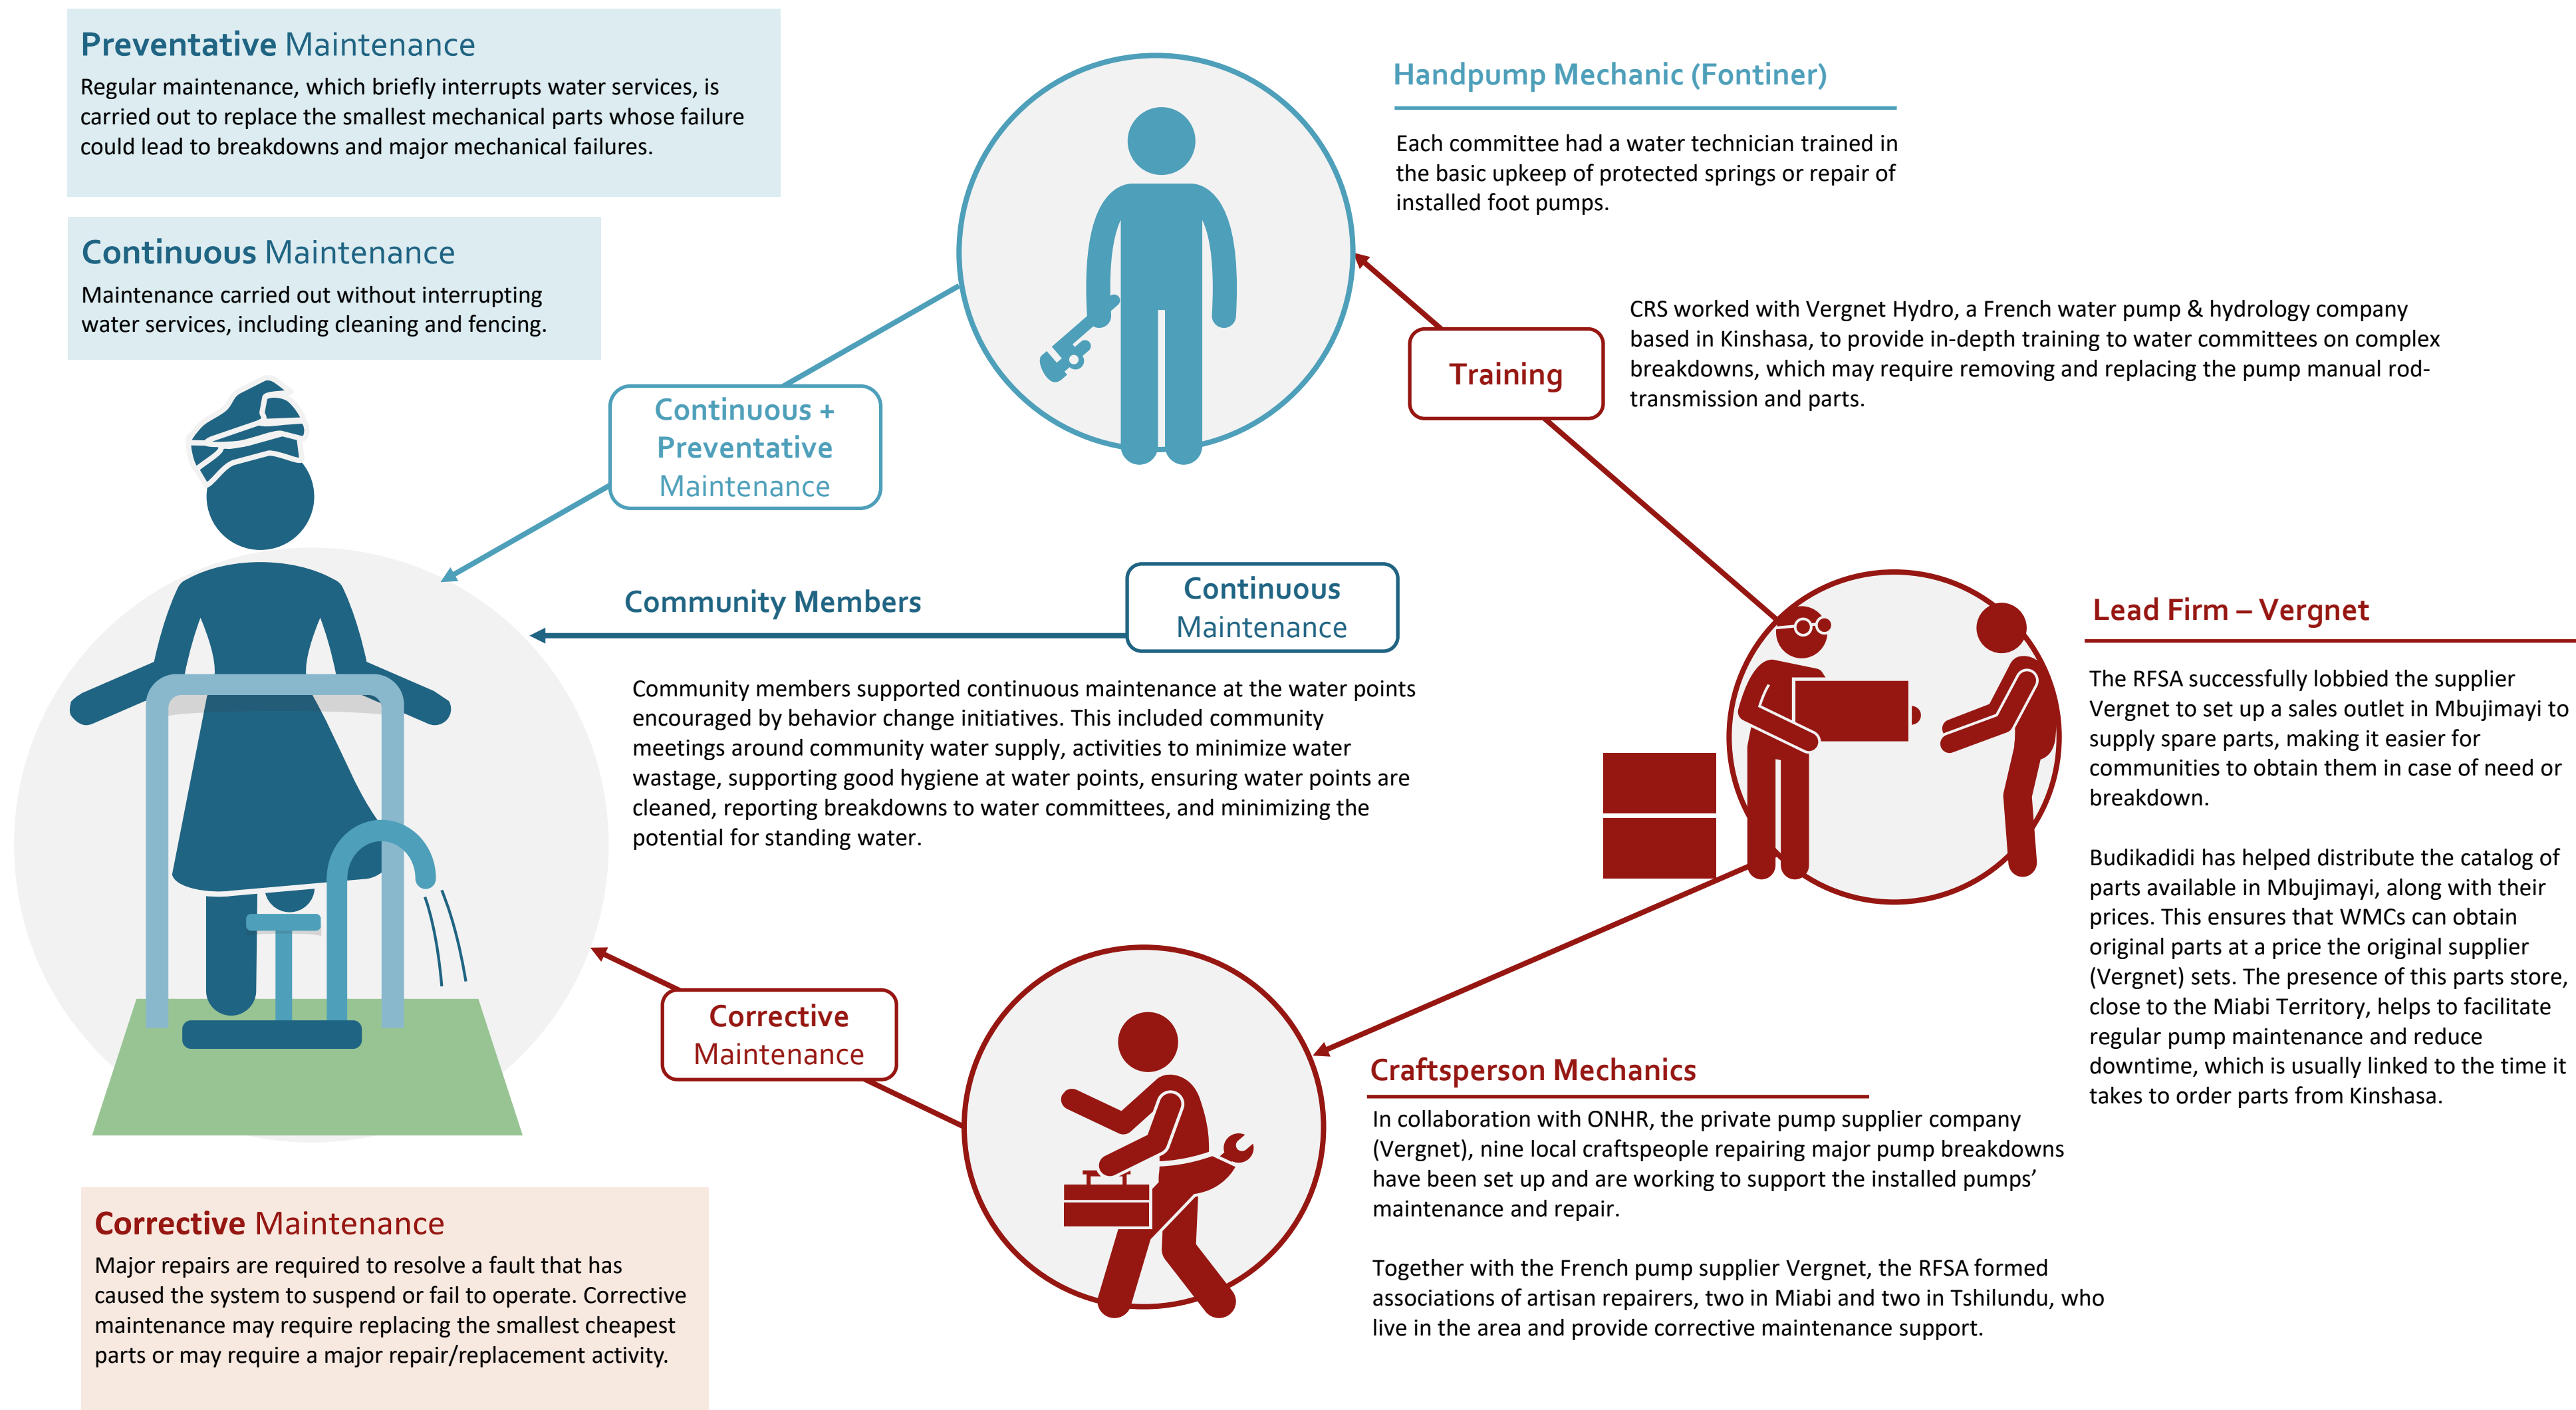 Preventative Maintenance
Regular maintenance, which briefly interrupts water services, is
carried out to replace the smallest mechanical parts whose failure
could lead to breakdowns and major mechanical failures.
Continuous Maintenance
Maintenance carried out without interrupting
water services, including cleaning and fencing.
Handpump Mechanic (Fontiner)
Each committee had a water technician trained in
the basic upkeep of protected springs or repair of
installed foot pumps.
Continuous +
Preventative
Maintenance
Training
CRS worked with Vergnet Hydro, a French water pump & hydrology company
based in Kinshasa, to provide in-depth training to water committees on complex
breakdowns, which may require removing and replacing the pump manual rod-
transmission and parts.
Community Members
Continuous
Maintenance
Community members supported continuous maintenance at the water points
encouraged by behavior change initiatives. This included community
meetings around community water supply, activities to minimize water
wastage, supporting good hygiene at water points, ensuring water points are
cleaned, reporting breakdowns to water committees, and minimizing the
potential for standing water.
Lead Firm – Vergnet
The RFSA successfully lobbied the supplier
Vergnet to set up a sales outlet in Mbujimayi to
supply spare parts, making it easier for
communities to obtain them in case of need or
breakdown.
Budikadidi has helped distribute the catalog of
parts available in Mbujimayi, along with their
prices. This ensures that WMCs can obtain
original parts at a price the original supplier
(Vergnet) sets. The presence of this parts store,
close to the Miabi Territory, helps to facilitate
regular pump maintenance and reduce
downtime, which is usually linked to the time it
takes to order parts from Kinshasa.
Corrective
Maintenance
Craftsperson Mechanics
In collaboration with ONHR, the private pump supplier company
(Vergnet), nine local craftspeople repairing major pump breakdowns
have been set up and are working to support the installed pumps’
maintenance and repair.
Together with the French pump supplier Vergnet, the RFSA formed
associations of artisan repairers, two in Miabi and two in Tshilundu, who
live in the area and provide corrective maintenance support.
Corrective Maintenance
Major repairs are required to resolve a fault that has
caused the system to suspend or fail to operate. Corrective
maintenance may require replacing the smallest cheapest
parts or may require a major repair/replacement activity.